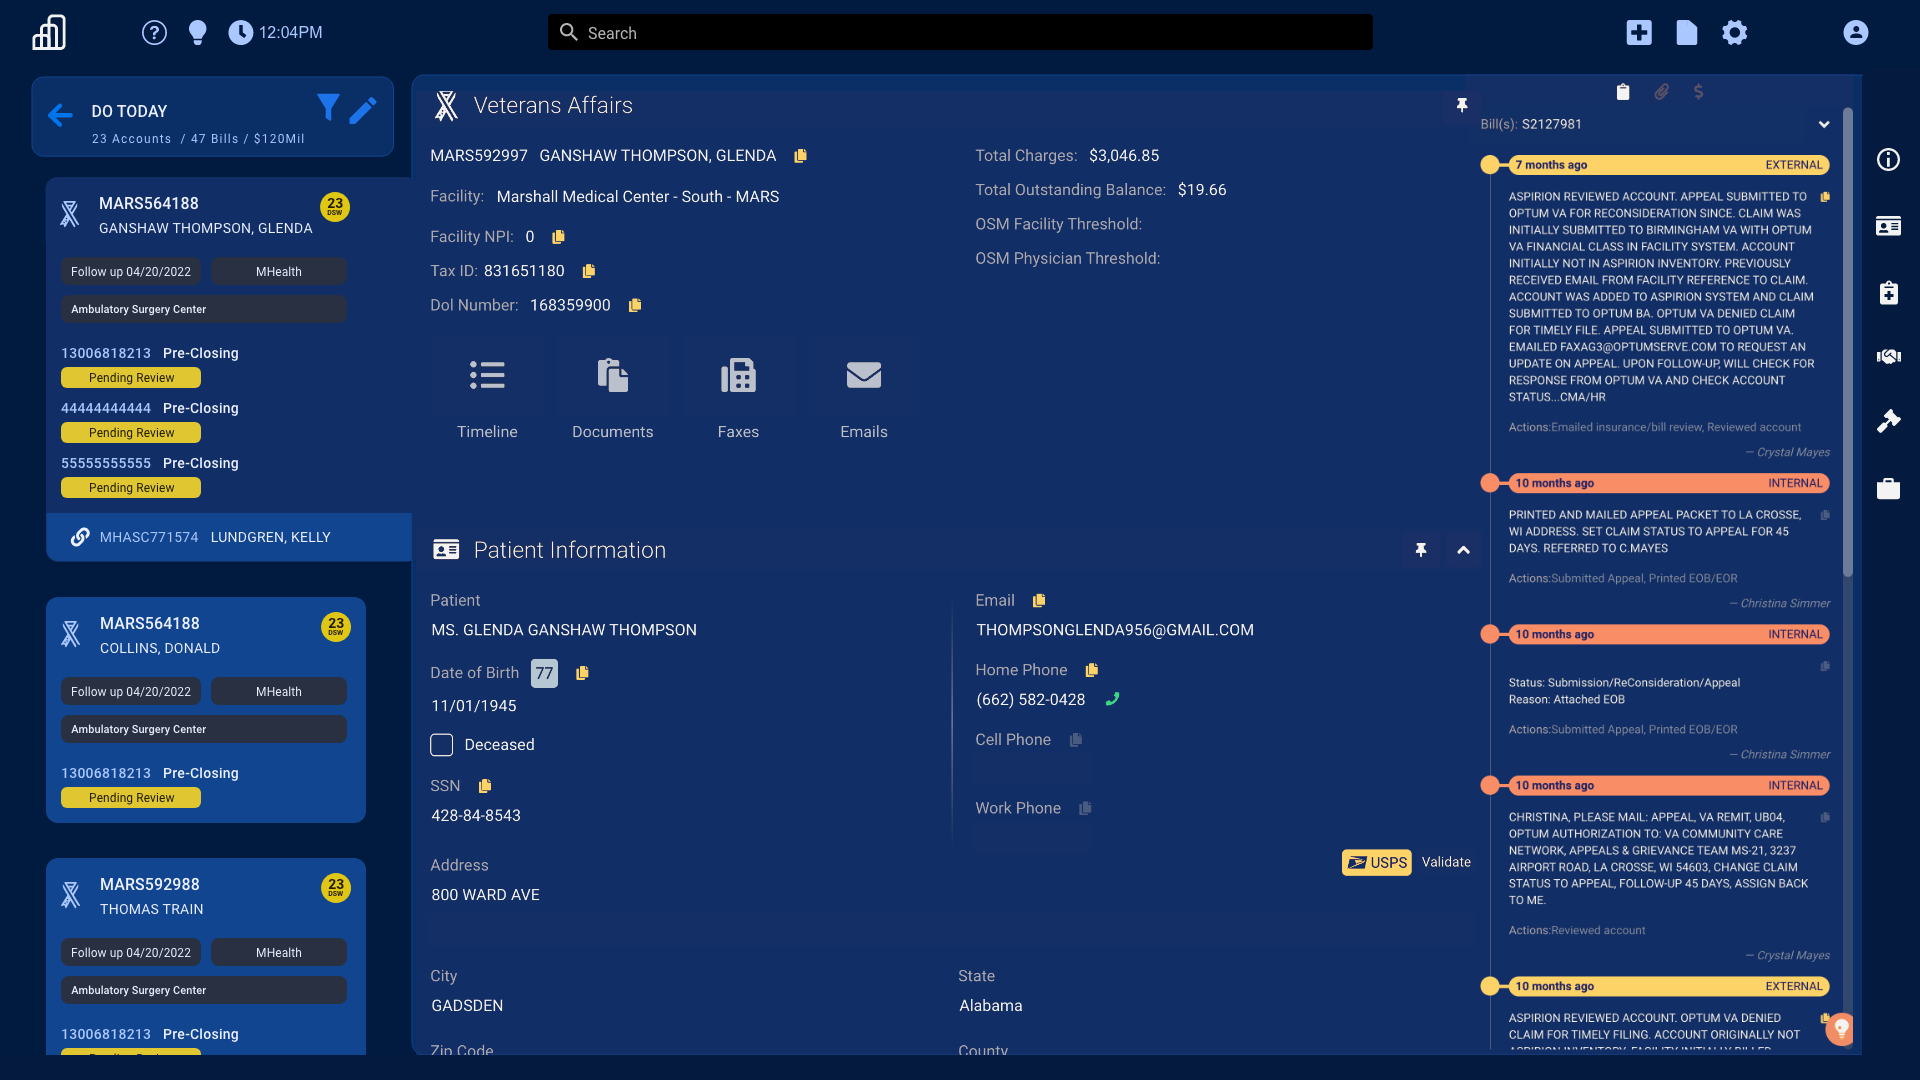 12:04PM
Search
DO TODAY
23 Accounts / 47 Bills / $120Mil
MARS564188
GANSHAW THOMPSON, GLENDA
23
DSW
Follow up 04/20/2022
MHealth
Ambulatory Surgery Center
13006818213 Pre-Closing
Pending Review
44444444444 Pre-Closing
Pending Review
55555555555 Pre-Closing
Pending Review
MHASC771574 LUNDGREN, KELLY
MARS564188
COLLINS, DONALD
23
DSW
Follow up 04/20/2022
MHealth
Ambulatory Surgery Center
13006818213 Pre-Closing
Pending Review
MARS592988
THOMAS TRAIN
23
DSW
Follow up 04/20/2022
MHealth
Ambulatory Surgery Center
13006818213 Pre-Closing
Veterans Affairs
MARS592997 GANSHAW THOMPSON, GLENDA
Facility: Marshall Medical Center - South - MARS
Facility NPI: 0
Tax ID: 831651180
Dol Number: 168359900
Total Charges: $3,046.85
Total Outstanding Balance: $19.66
OSM Facility Threshold:
OSM Physician Threshold:
Timeline
Documents
Faxes
Emails
Patient Information
Patient
MS. GLENDA GANSHAW THOMPSON
Date of Birth 77
11/01/1945
Deceased
SSN
428-84-8543
Address
800 WARD AVE
USPS Validate
City
GADSDEN
State
Alabama
Zip Code
County
Email
THOMPSONGLENDA956@GMAIL.COM
Home Phone
(662) 582-0428
Cell Phone
Work Phone
Bill(s): S2127981
7 months ago EXTERNAL
ASPIRION REVIEWED ACCOUNT. APPEAL SUBMITTED TO
OPTUM VA FOR RECONSIDERATION SINCE. CLAIM WAS
INITIALLY SUBMITTED TO BIRMINGHAM VA WITH OPTUM
VA FINANCIAL CLASS IN FACILITY SYSTEM. ACCOUNT
INITIALLY NOT IN ASPIRION INVENTORY. PREVIOUSLY
RECEIVED EMAIL FROM FACILITY REFERENCE TO CLAIM.
ACCOUNT WAS ADDED TO ASPIRION SYSTEM AND CLAIM
SUBMITTED TO OPTUM BA. OPTUM VA DENIED CLAIM
FOR TIMELY FILE. APPEAL SUBMITTED TO OPTUM VA.
EMAILED FAXAG3@OPTUMSERVE.COM TO REQUEST AN
UPDATE ON APPEAL. UPON FOLLOW-UP, WILL CHECK FOR
RESPONSE FROM OPTUM VA AND CHECK ACCOUNT
STATUS...CMA/HR
Actions:Emailed insurance/bill review, Reviewed account
— Crystal Mayes
10 months ago INTERNAL
PRINTED AND MAILED APPEAL PACKET TO LA CROSSE,
WI ADDRESS. SET CLAIM STATUS TO APPEAL FOR 45
DAYS. REFERRED TO C.MAYES
Actions:Submitted Appeal, Printed EOB/EOR
— Christina Simmer
10 months ago INTERNAL
Status: Submission/ReConsideration/Appeal
Reason: Attached EOB
Actions:Submitted Appeal, Printed EOB/EOR
— Christina Simmer
10 months ago INTERNAL
CHRISTINA, PLEASE MAIL: APPEAL, VA REMIT, UB04,
OPTUM AUTHORIZATION TO: VA COMMUNITY CARE
NETWORK, APPEALS & GRIEVANCE TEAM MS-21, 3237
AIRPORT ROAD, LA CROSSE, WI 54603, CHANGE CLAIM
STATUS TO APPEAL, FOLLOW-UP 45 DAYS, ASSIGN BACK
TO ME.
Actions:Reviewed account
— Crystal Mayes
10 months ago EXTERNAL
ASPIRION REVIEWED ACCOUNT. OPTUM VA DENIED
CLAIM FOR TIMELY FILING. ACCOUNT ORIGINALLY NOT
ASPIRION INVENTORY. FACILITY INITIALLY BILLED